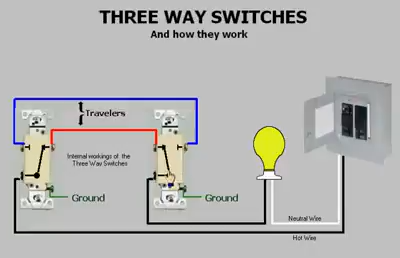 THREE WAY SWITCHES
And how they work
Travelers
Internal workings of the
Three Way Switches
Ground
Ground
Neutral Wire
Hot Wire